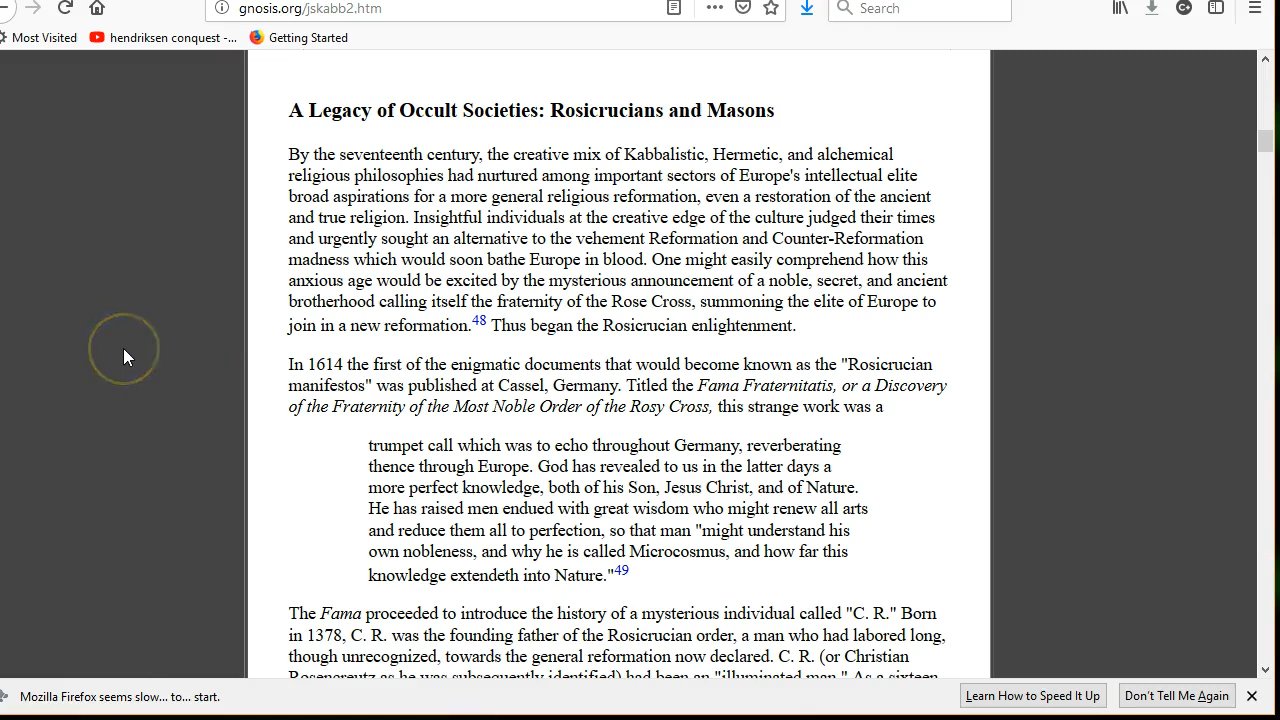 gnosis.org/jskabb2.htm
Search
Most Visited
hendriksen conquest -...
Getting Started
A Legacy of Occult Societies: Rosicrucians and Masons
By the seventeenth century, the creative mix of Kabbalistic, Hermetic, and alchemical
religious philosophies had nurtured among important sectors of Europe's intellectual elite
broad aspirations for a more general religious reformation, even a restoration of the ancient
and true religion. Insightful individuals at the creative edge of the culture judged their times
and urgently sought an alternative to the vehement Reformation and Counter-Reformation
madness which would soon bathe Europe in blood. One might easily comprehend how this
anxious age would be excited by the mysterious announcement of a noble, secret, and ancient
brotherhood calling itself the fraternity of the Rose Cross, summoning the elite of Europe to
join in a new reformation.48 Thus began the Rosicrucian enlightenment.
In 1614 the first of the enigmatic documents that would become known as the "Rosicrucian
manifestos" was published at Cassel, Germany. Titled the Fama Fraternitatis, or a Discovery
of the Fraternity of the Most Noble Order of the Rosy Cross, this strange work was a
trumpet call which was to echo throughout Germany, reverberating
thence through Europe. God has revealed to us in the latter days a
more perfect knowledge, both of his Son, Jesus Christ, and of Nature.
He has raised men endued with great wisdom who might renew all arts
and reduce them all to perfection, so that man "might understand his
own nobleness, and why he is called Microcosmus, and how far this
knowledge extendeth into Nature."49
The Fama proceeded to introduce the history of a mysterious individual called "C. R." Born
in 1378, C. R. was the founding father of the Rosicrucian order, a man who had labored long,
though unrecognized, towards the general reformation now declared. C. R. (or Christian
Rosencreutz as he was subsequently identified) had been an "illuminated man." As a sixteen
Mozilla Firefox seems slow... to... start.
Learn How to Speed It Up
Don't Tell Me Again